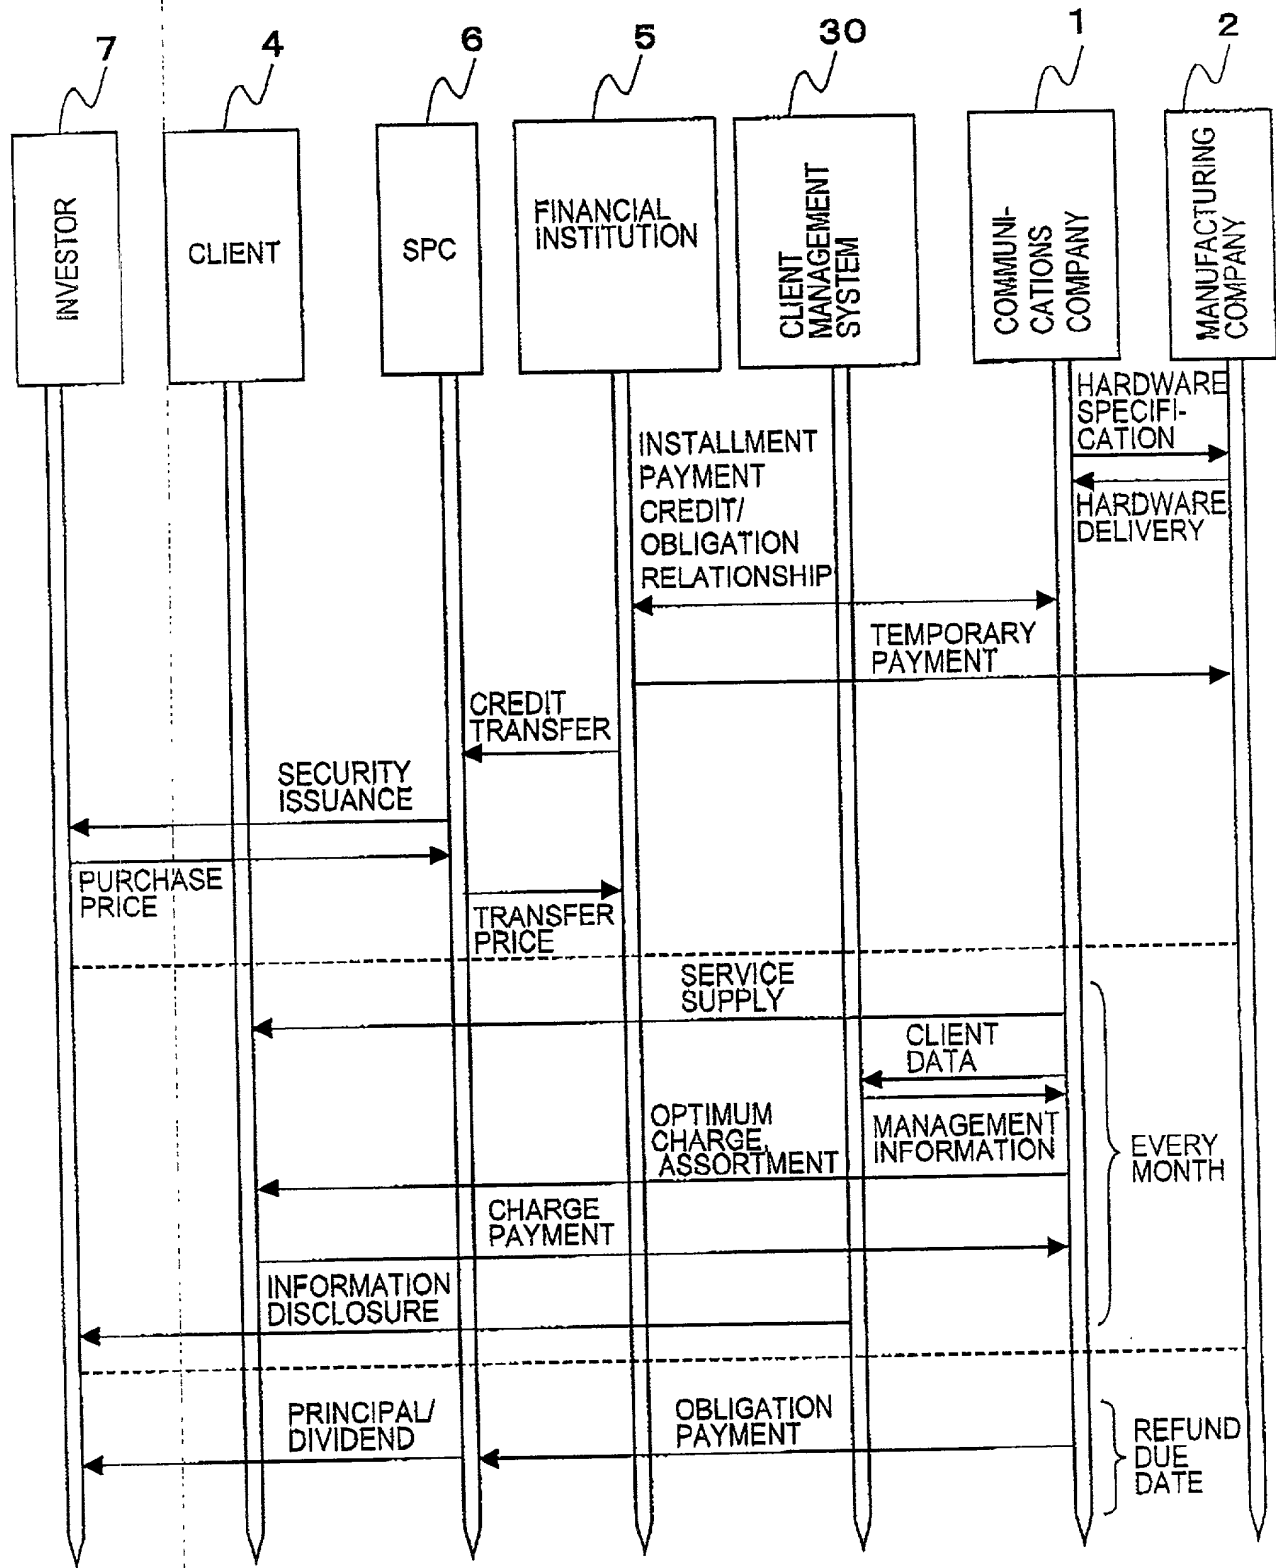 7
4
6
5
30
1
2
INVESTOR
CLIENT
SPC
FINANCIAL
INSTITUTION
CLIENT
MANAGEMENT
SYSTEM
COMMUNI-
CATIONS
COMPANY
MANUFACTURING
COMPANY
HARDWARE
SPECIFI-
CATION
HARDWARE
DELIVERY
INSTALLMENT
PAYMENT
CREDIT/
OBLIGATION
RELATIONSHIP
TEMPORARY
PAYMENT
CREDIT
TRANSFER
SECURITY
ISSUANCE
PURCHASE
PRICE
TRANSFER
PRICE
SERVICE
SUPPLY
CLIENT
DATA
MANAGEMENT
INFORMATION
OPTIMUM
CHARGE,
ASSORTMENT
EVERY
MONTH
CHARGE
PAYMENT
INFORMATION
DISCLOSURE
PRINCIPAL/
DIVIDEND
OBLIGATION
PAYMENT
REFUND
DUE
DATE